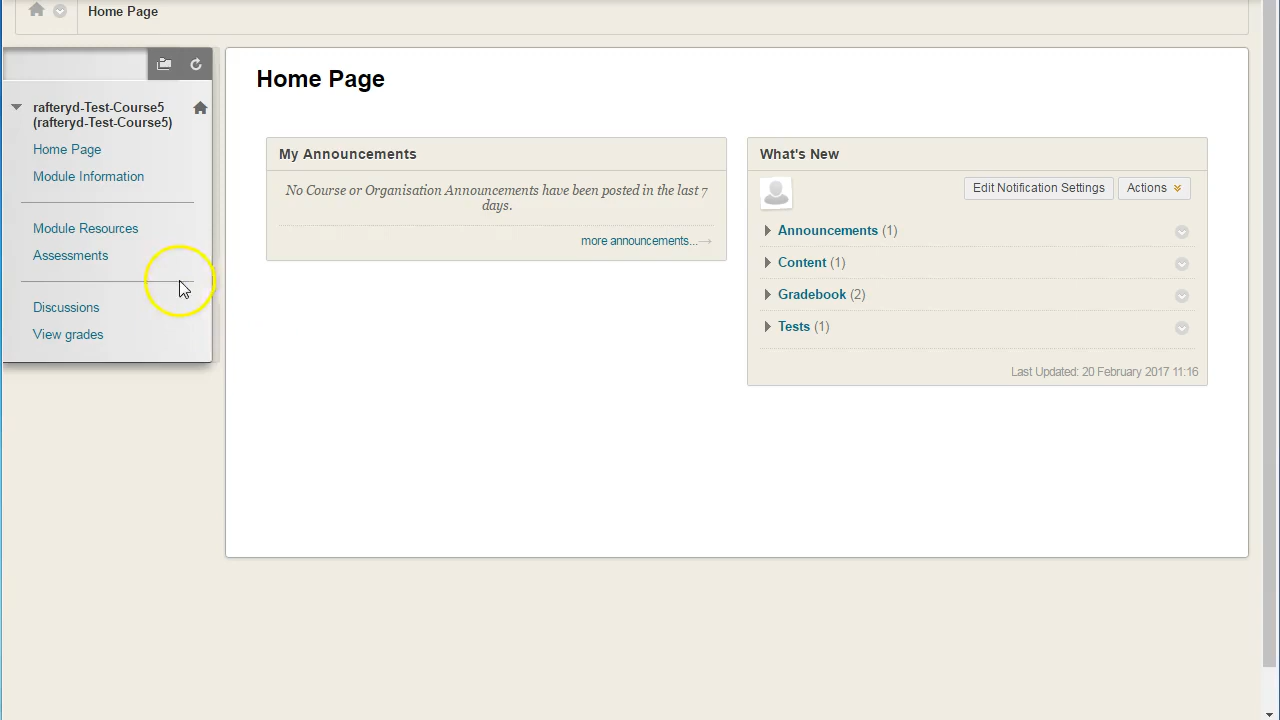 Home Page
rafteryd-Test-Course5
(rafteryd-Test-Course5)
Home Page
Module Information
Module Resources
Assessments
Discussions
View grades
Home Page
My Announcements
No Course or Organisation Announcements have been posted in the last 7
days.
more announcements...→
What's New
Edit Notification Settings
Actions
Announcements (1)
Content (1)
Gradebook (2)
Tests (1)
Last Updated: 20 February 2017 11:16